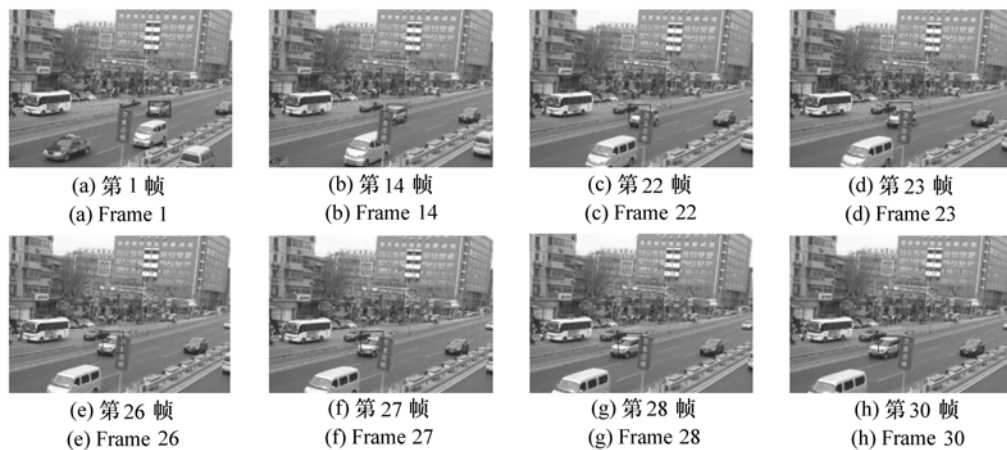 (a) 第 1 帧
(a) Frame 1
(b) 第 14 帧
(b) Frame 14
(c) 第 22 帧
(c) Frame 22
(d) 第 23 帧
(d) Frame 23
(e) 第 26 帧
(e) Frame 26
(f) 第 27 帧
(f) Frame 27
(g) 第 28 帧
(g) Frame 28
(h) 第 30 帧
(h) Frame 30